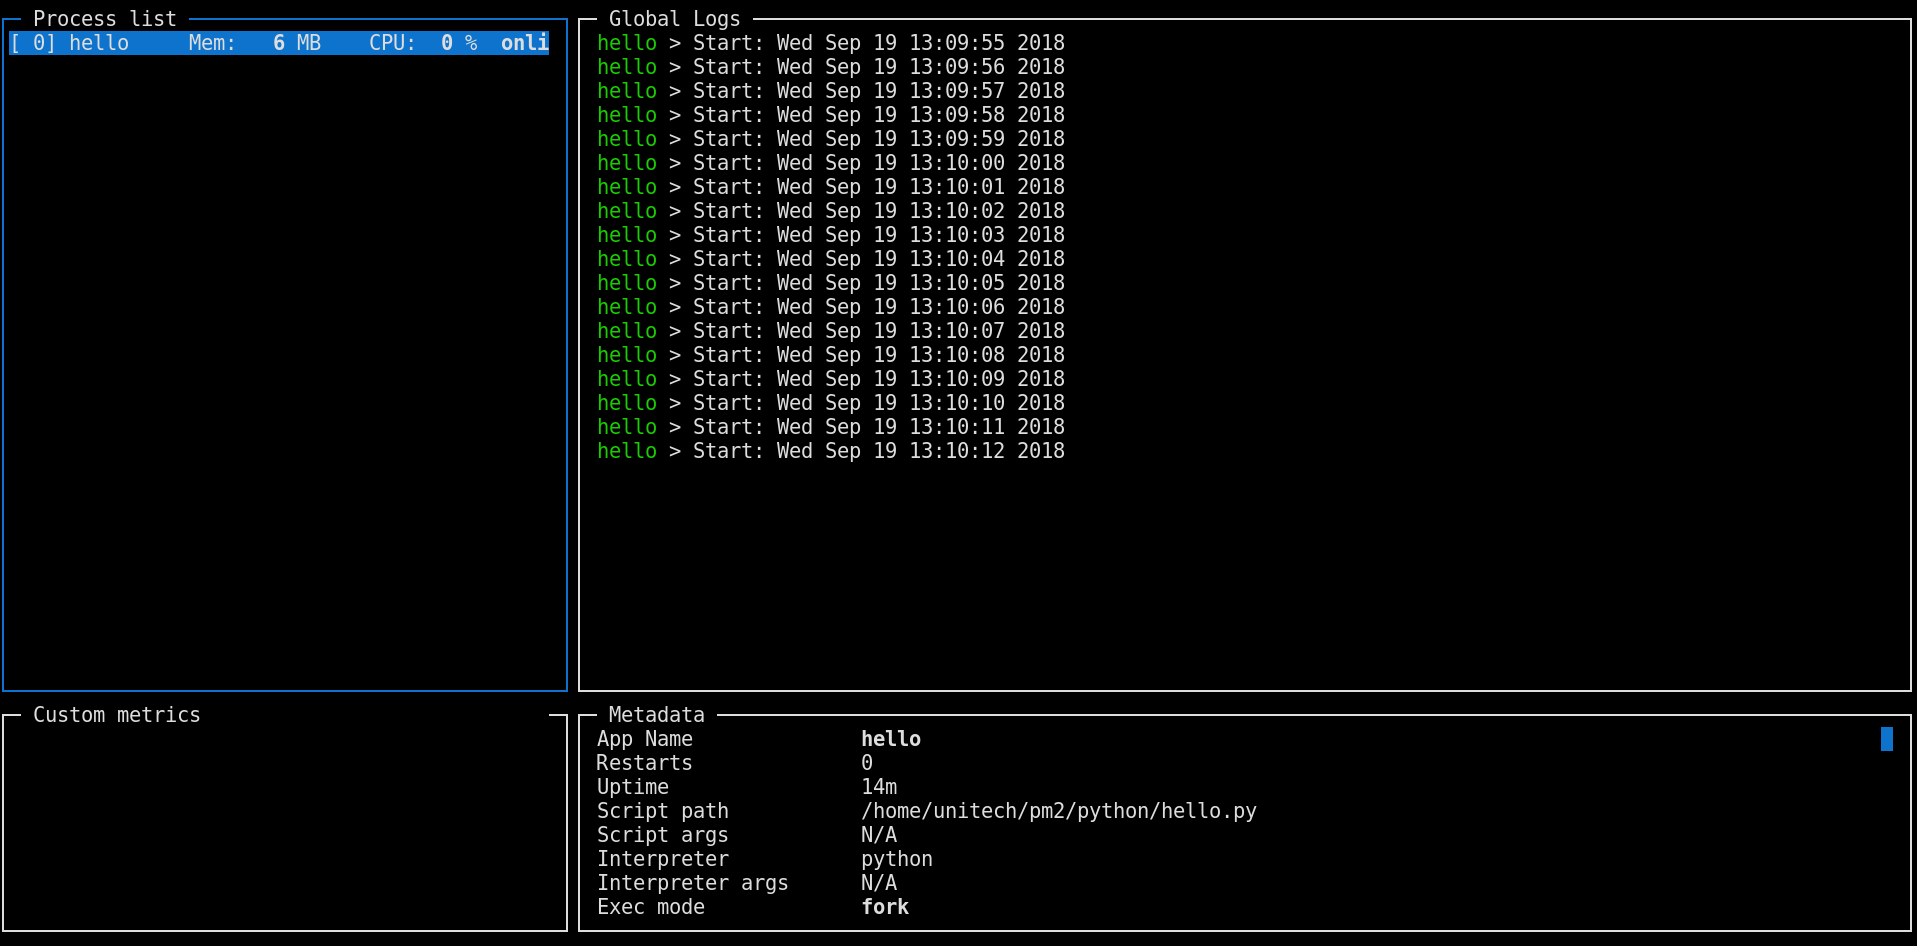 Process list
[ 0] hello     Mem:   6 MB    CPU:  0 %  onli
Global Logs
hello > Start: Wed Sep 19 13:09:55 2018
hello > Start: Wed Sep 19 13:09:56 2018
hello > Start: Wed Sep 19 13:09:57 2018
hello > Start: Wed Sep 19 13:09:58 2018
hello > Start: Wed Sep 19 13:09:59 2018
hello > Start: Wed Sep 19 13:10:00 2018
hello > Start: Wed Sep 19 13:10:01 2018
hello > Start: Wed Sep 19 13:10:02 2018
hello > Start: Wed Sep 19 13:10:03 2018
hello > Start: Wed Sep 19 13:10:04 2018
hello > Start: Wed Sep 19 13:10:05 2018
hello > Start: Wed Sep 19 13:10:06 2018
hello > Start: Wed Sep 19 13:10:07 2018
hello > Start: Wed Sep 19 13:10:08 2018
hello > Start: Wed Sep 19 13:10:09 2018
hello > Start: Wed Sep 19 13:10:10 2018
hello > Start: Wed Sep 19 13:10:11 2018
hello > Start: Wed Sep 19 13:10:12 2018
Custom metrics
Metadata
App Name              hello
Restarts              0
Uptime                14m
Script path           /home/unitech/pm2/python/hello.py
Script args           N/A
Interpreter           python
Interpreter args      N/A
Exec mode             fork